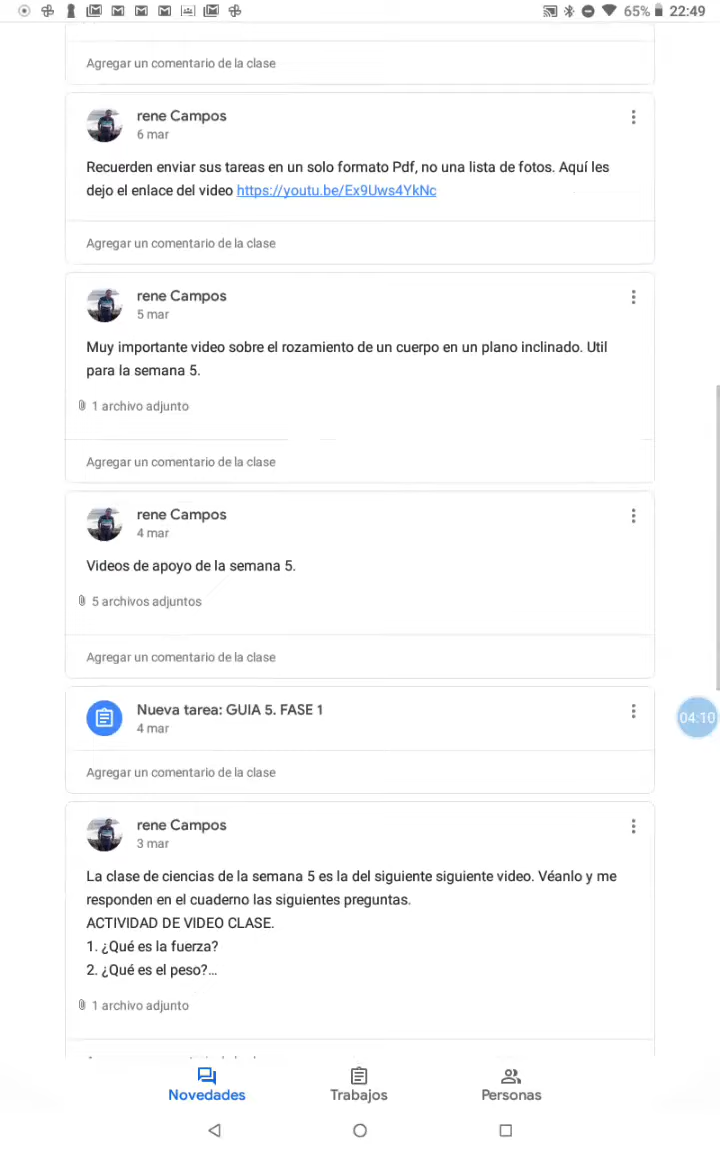 65% 22:49
Agregar un comentario de la clase
rene Campos
6 mar
Recuerden enviar sus tareas en un solo formato Pdf, no una lista de fotos. Aquí les
dejo el enlace del video https://youtu.be/Ex9Uws4YkNc
Agregar un comentario de la clase
rene Campos
5 mar
Muy importante video sobre el rozamiento de un cuerpo en un plano inclinado. Util
para la semana 5.
1 archivo adjunto
Agregar un comentario de la clase
rene Campos
4 mar
Videos de apoyo de la semana 5.
5 archivos adjuntos
Agregar un comentario de la clase
Nueva tarea: GUIA 5. FASE 1
4 mar
04:10
Agregar un comentario de la clase
rene Campos
3 mar
La clase de ciencias de la semana 5 es la del siguiente siguiente video. Véanlo y me
responden en el cuaderno las siguientes preguntas.
ACTIVIDAD DE VIDEO CLASE.
1. ¿Qué es la fuerza?
2. ¿Qué es el peso?...
1 archivo adjunto
Novedades Trabajos Personas